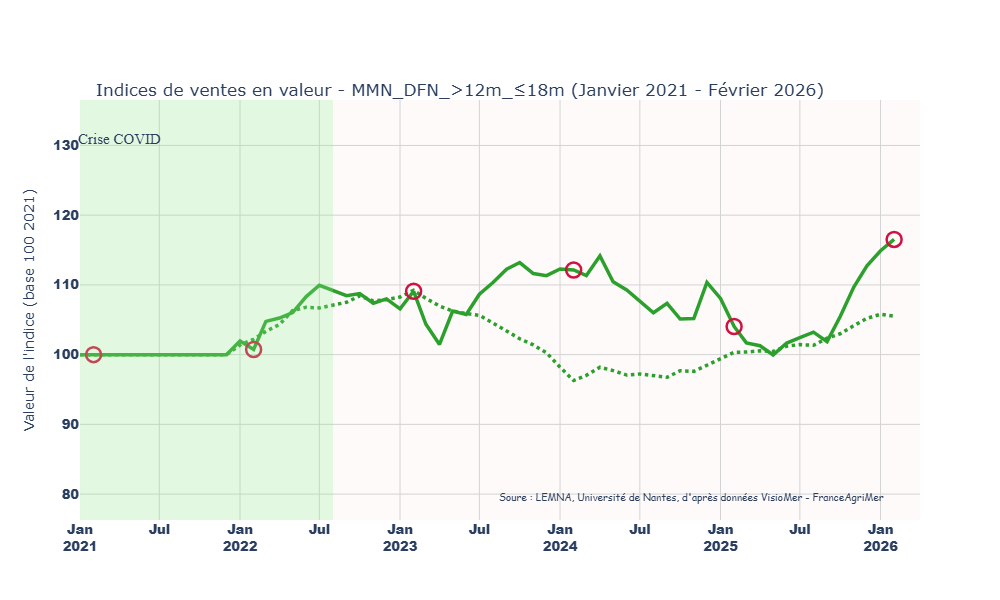 Indices de ventes en valeur - MMN_DFN_>12m_≤18m (Janvier 2021 - Février 2026)
Crise COVID
Valeur de l'indice (base 100 2021)
130
120
110
100
90
80
Soure : LEMNA, Université de Nantes, d'après données VisioMer - FranceAgriMer
Jan Jul Jan Jul Jan Jul Jan Jul Jan Jul Jan
2021 2022 2023 2024 2025 2026